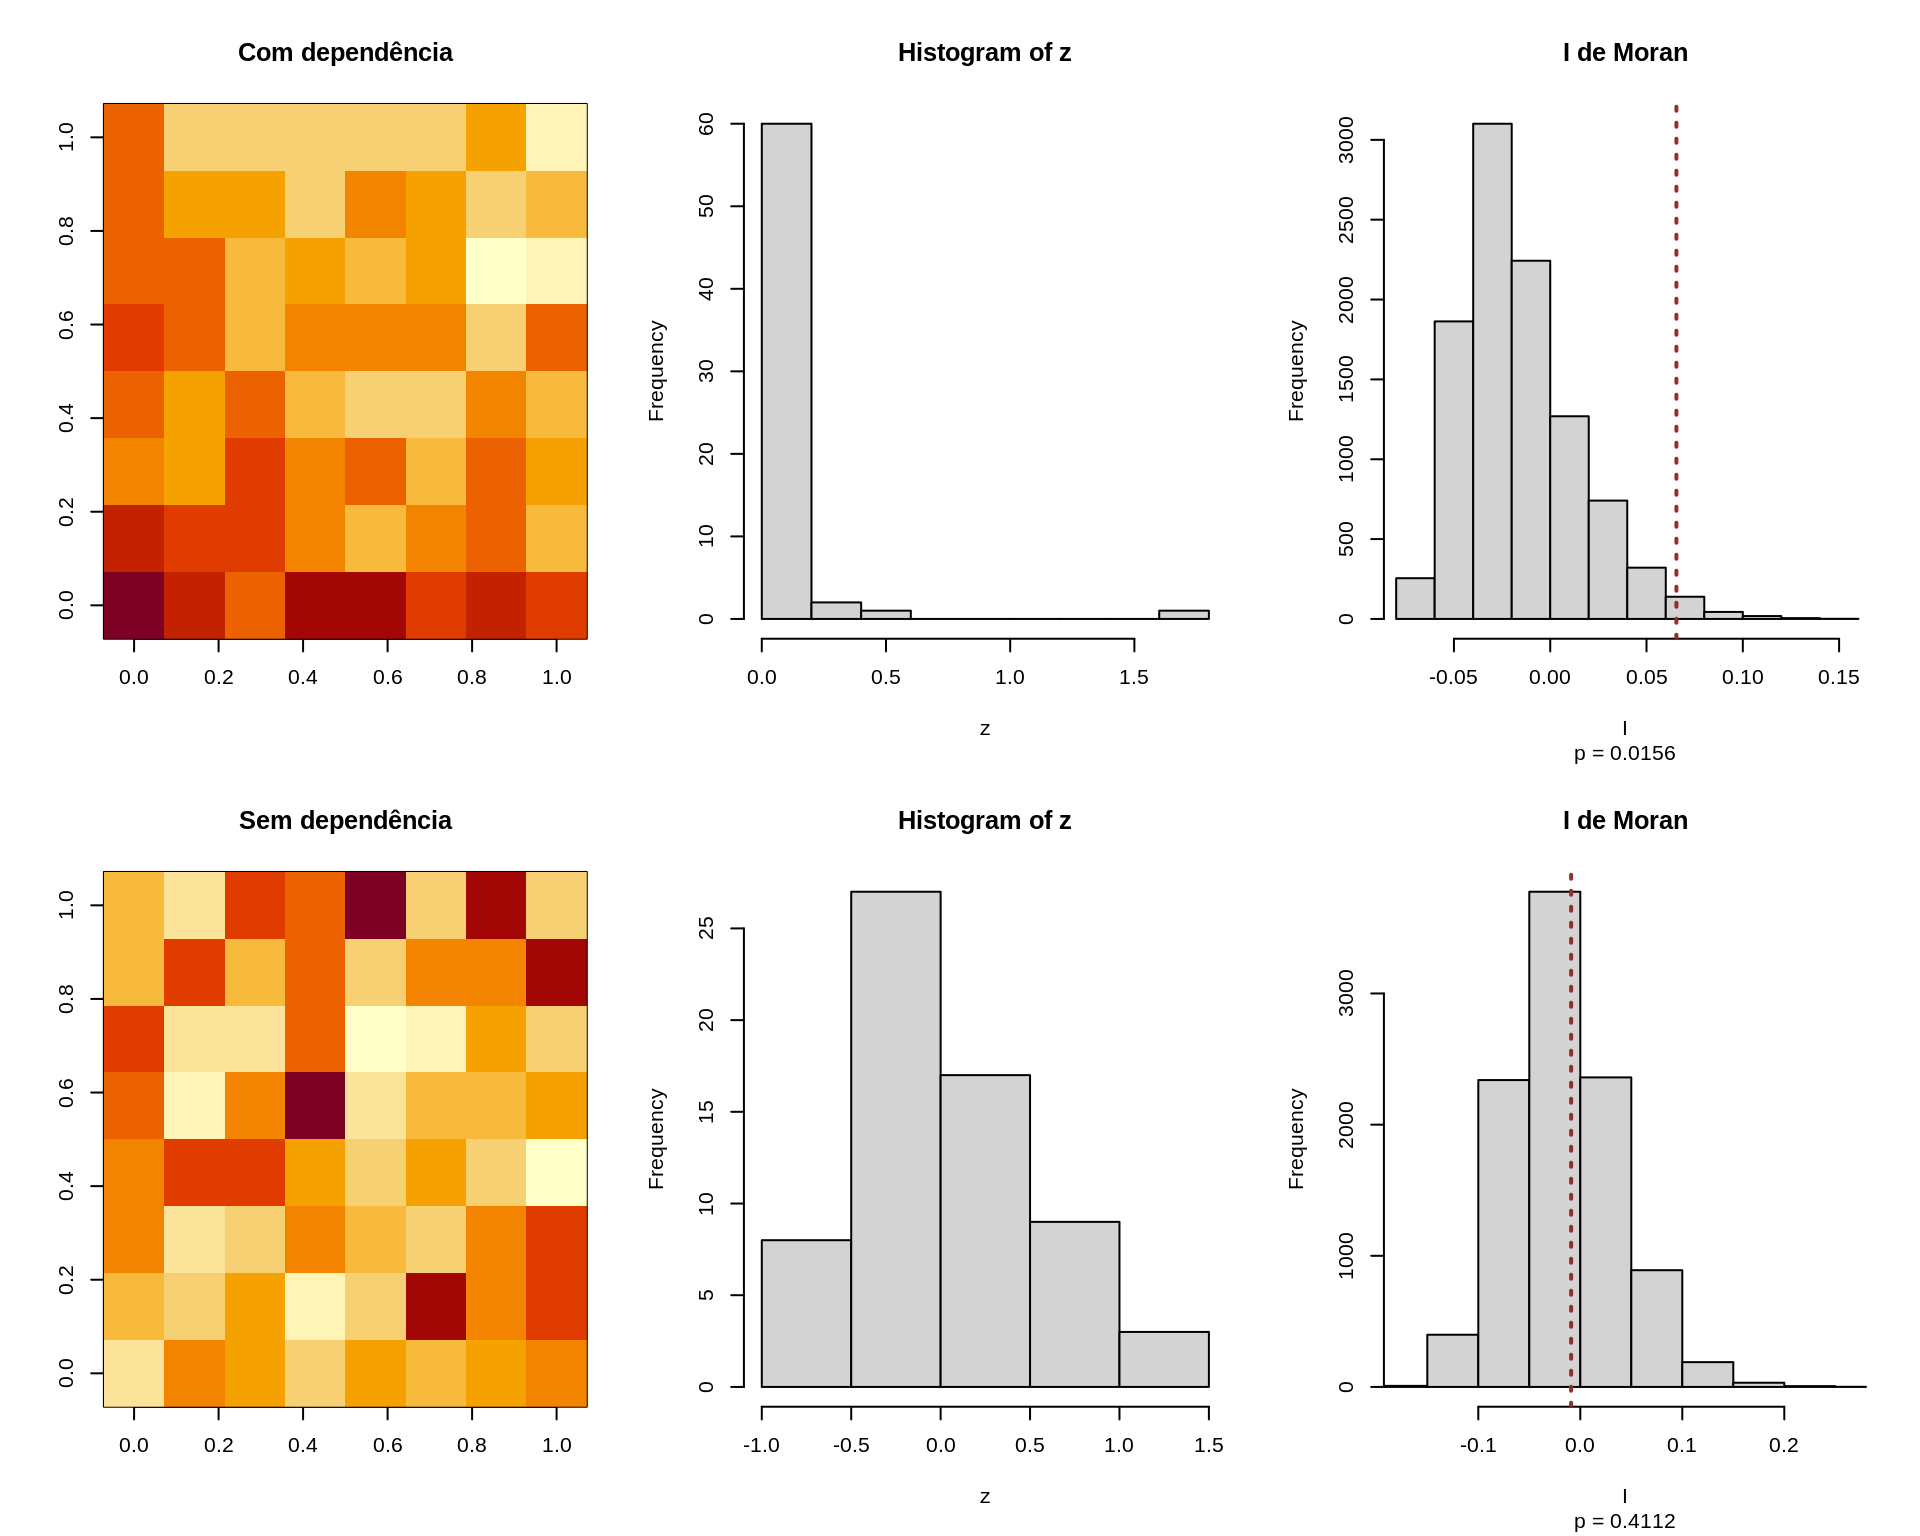 Com dependência
1.0
0.8
0.6
0.4
0.2
0.0
0.0 0.2 0.4 0.6 0.8 1.0
Histogram of z
Frequency
60
50
40
30
20
10
0
0.0 0.5 1.0 1.5
z
I de Moran
Frequency
3000
2500
2000
1500
1000
500
0
-0.05 0.00 0.05 0.10 0.15
I
p = 0.0156
Sem dependência
1.0
0.8
0.6
0.4
0.2
0.0
0.0 0.2 0.4 0.6 0.8 1.0
Histogram of z
Frequency
25
20
15
10
5
0
-1.0 -0.5 0.0 0.5 1.0 1.5
z
I de Moran
Frequency
3000
2000
1000
0
-0.1 0.0 0.1 0.2
I
p = 0.4112